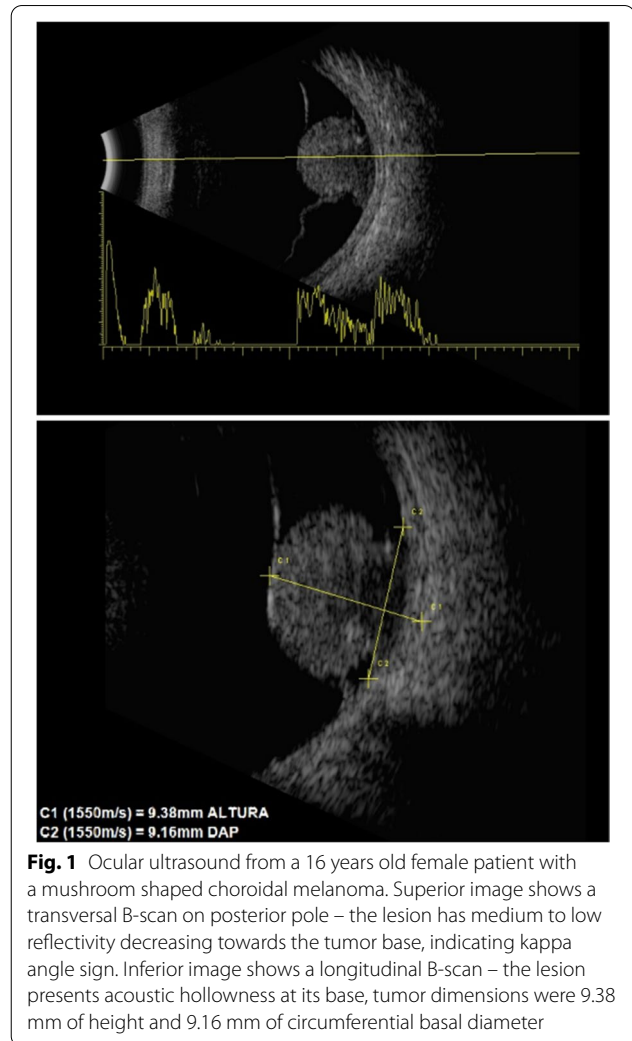 C2
C1
C1
C2
C1 (1550m/s) = 9.38mm ALTURA
C2 (1550m/s) = 9.16mm DAP
Fig. 1 Ocular ultrasound from a 16 years old female patient with
a mushroom shaped choroidal melanoma. Superior image shows a
transversal B-scan on posterior pole – the lesion has medium to low
reflectivity decreasing towards the tumor base, indicating kappa
angle sign. Inferior image shows a longitudinal B-scan – the lesion
presents acoustic hollowness at its base, tumor dimensions were 9.38
mm of height and 9.16 mm of circumferential basal diameter